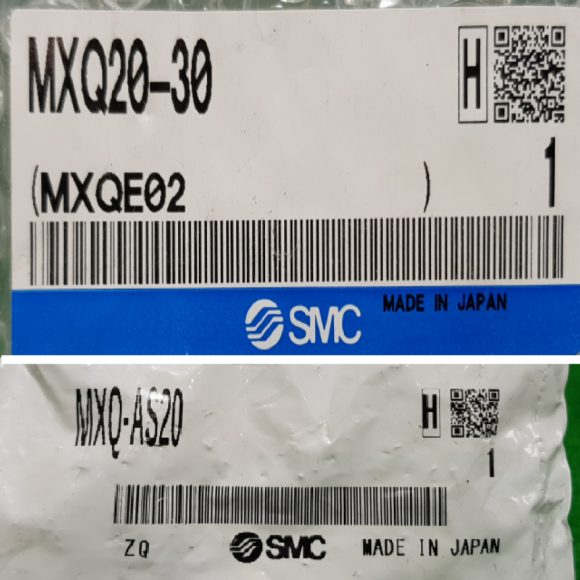 MXQ20-30
H
(MXQE02 )
1
SMC
MADE IN JAPAN
MXQ-AS20
H
1
ZQ
SMC
MADE IN JAPAN